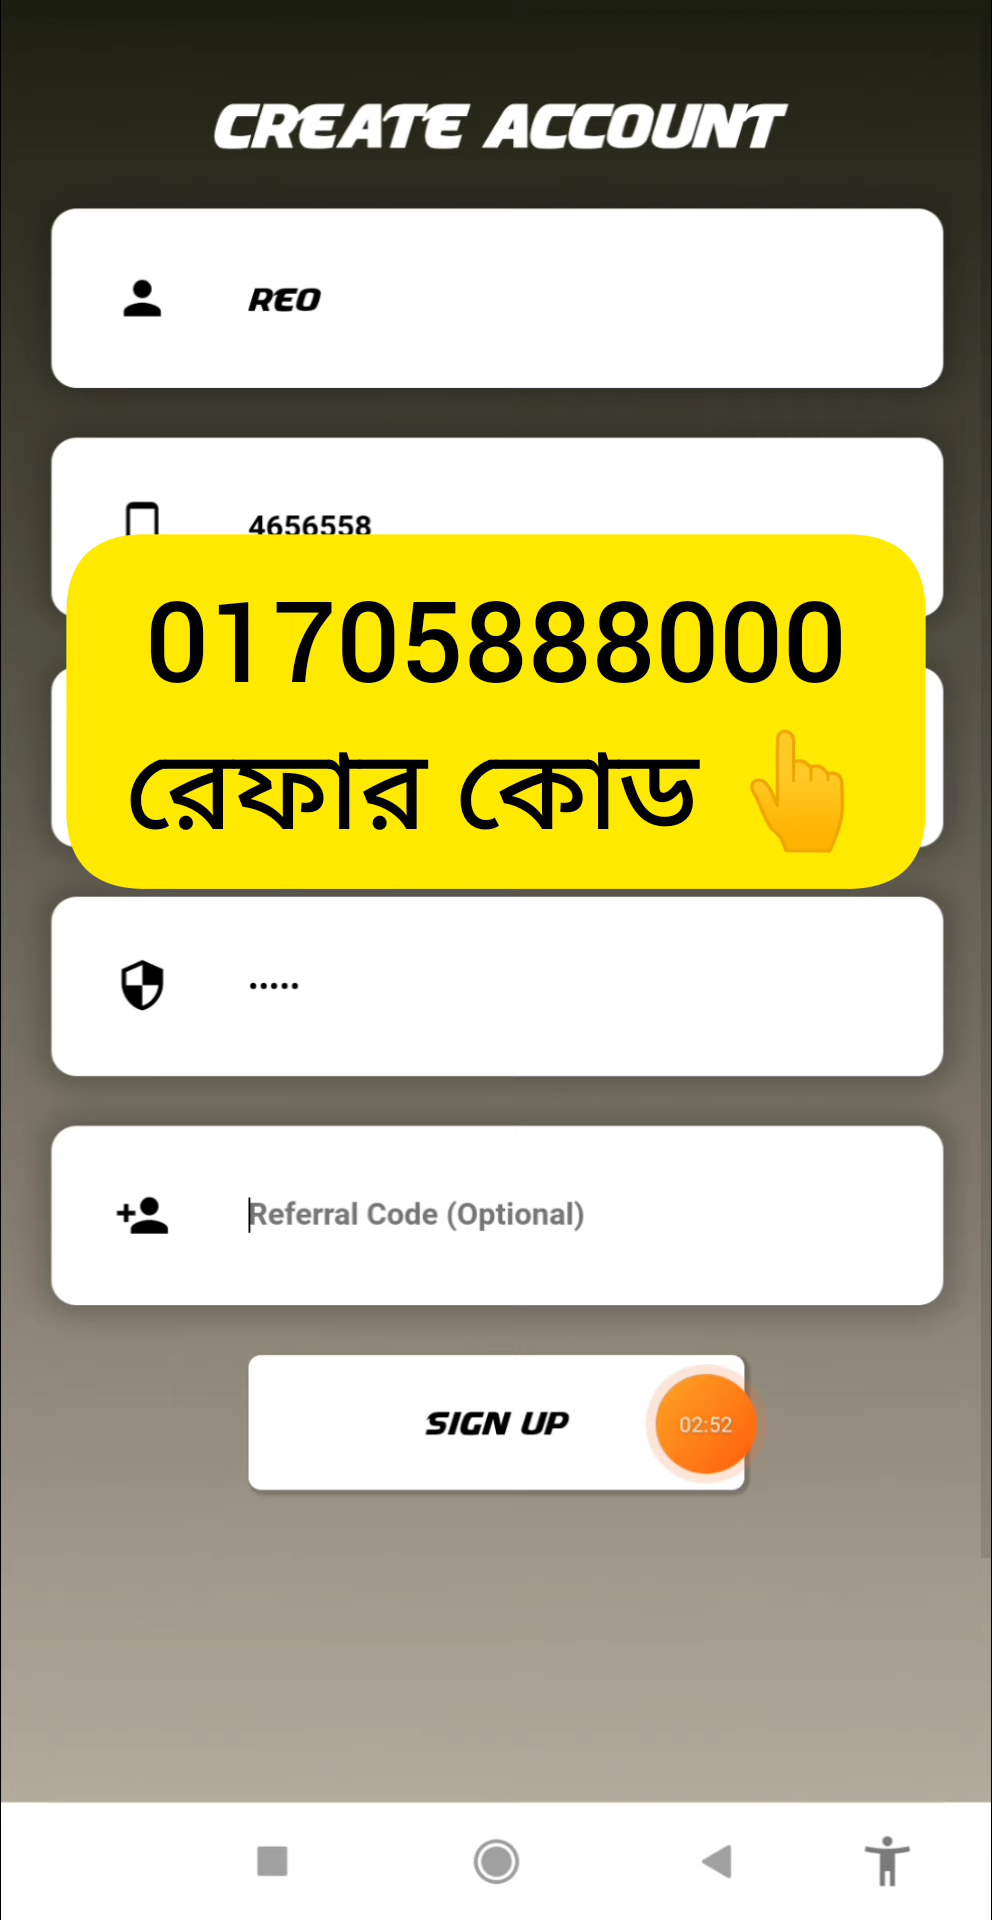 CREATE ACCOUNT
REO
4656558
01705888000
রেফার কোড 👆
•••••
Referral Code (Optional)
SIGN UP
02:52